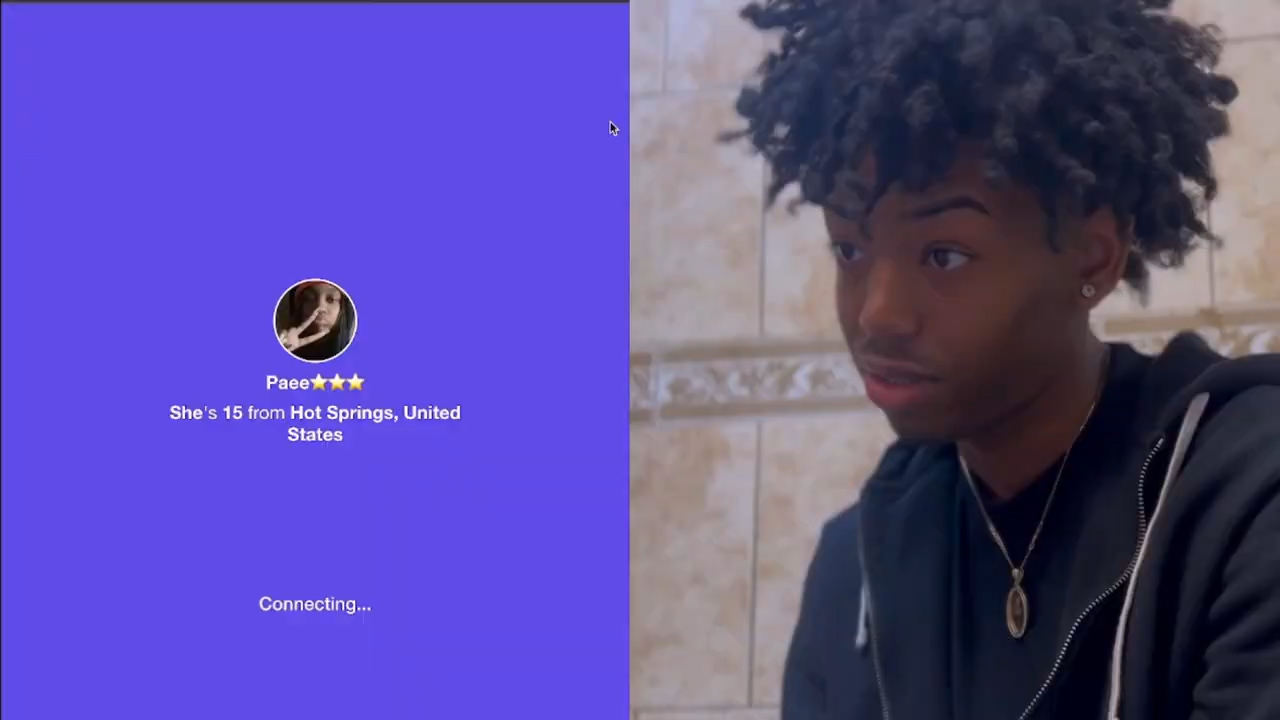 Paee⭐⭐⭐
She's 15 from Hot Springs, United
States
Connecting...